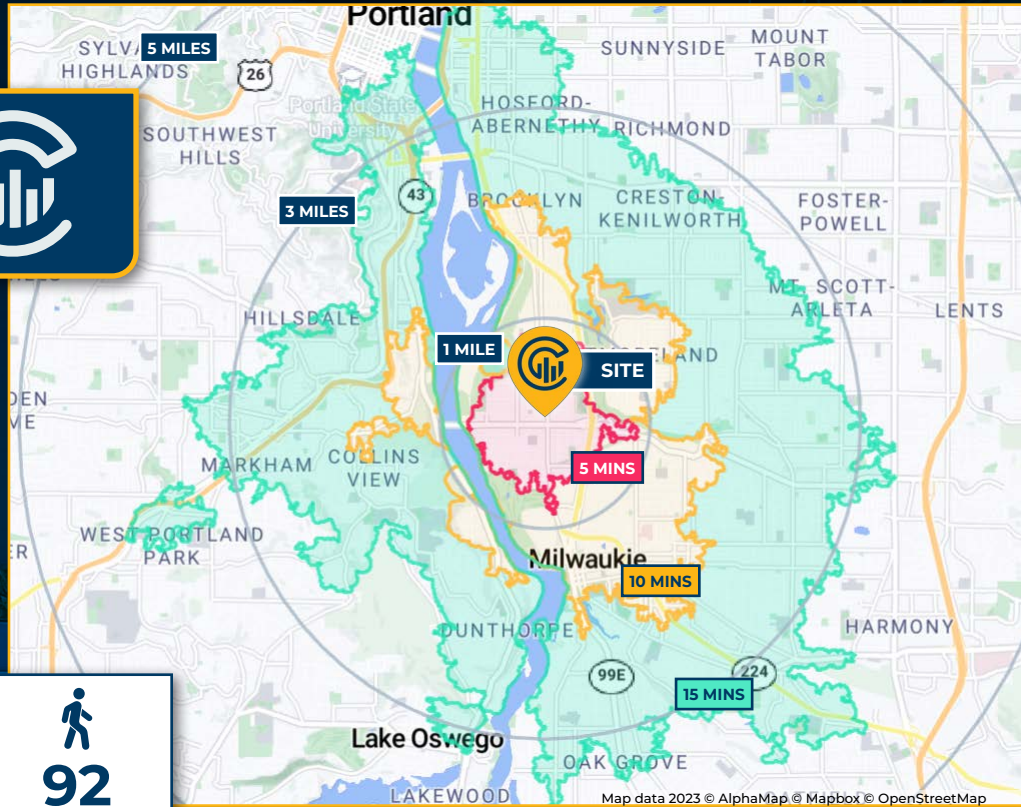 Portland
SYLVA
5 MILES
HIGHLANDS
26
SUNNYSIDE
MOUNT
TABOR
Portland State
University
HOSFORD-
ABERNETHY
RICHMOND
SOUTHWEST
HILLS
43
3 MILES
BROOKLYN
CRESTON-
KENILWORTH
FOSTER-
POWELL
MT. SCOTT-
ARLETA
LENTS
HILLSDALE
1 MILE
SITE
MORELAND
5 MINS
MARKHAM
COLLINS
VIEW
WEST PORTLAND
PARK
Milwaukie
10 MINS
DUNTHORPE
HARMONY
99E
224
15 MINS
Lake Oswego
OAK GROVE
92
LAKEWOOD
Map data 2023 © AlphaMap © Mapbox © OpenStreetMap